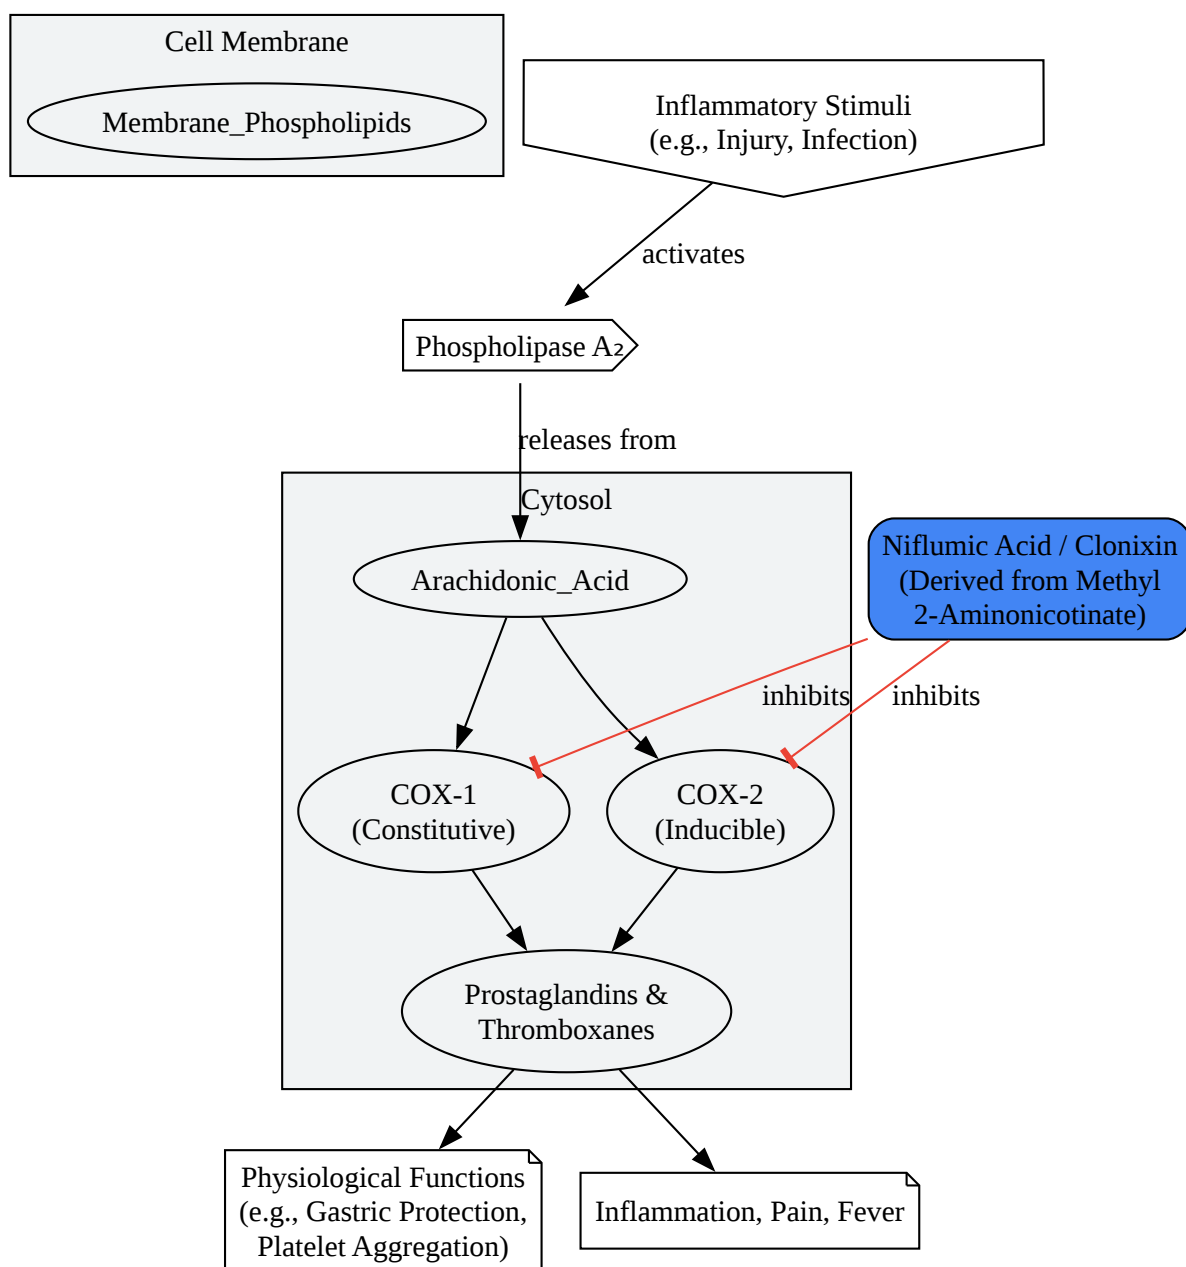 Cell Membrane
Membrane_Phospholipids
Inflammatory Stimuli
(e.g., Injury, Infection)
activates
Phospholipase A₂
releases from
Cytosol
Arachidonic_Acid
Niflumic Acid / Clonixin
(Derived from Methyl
2-Aminonicotinate)
inhibits
inhibits
COX-1
(Constitutive)
COX-2
(Inducible)
Prostaglandins &
Thromboxanes
Physiological Functions
(e.g., Gastric Protection,
Platelet Aggregation)
Inflammation, Pain, Fever